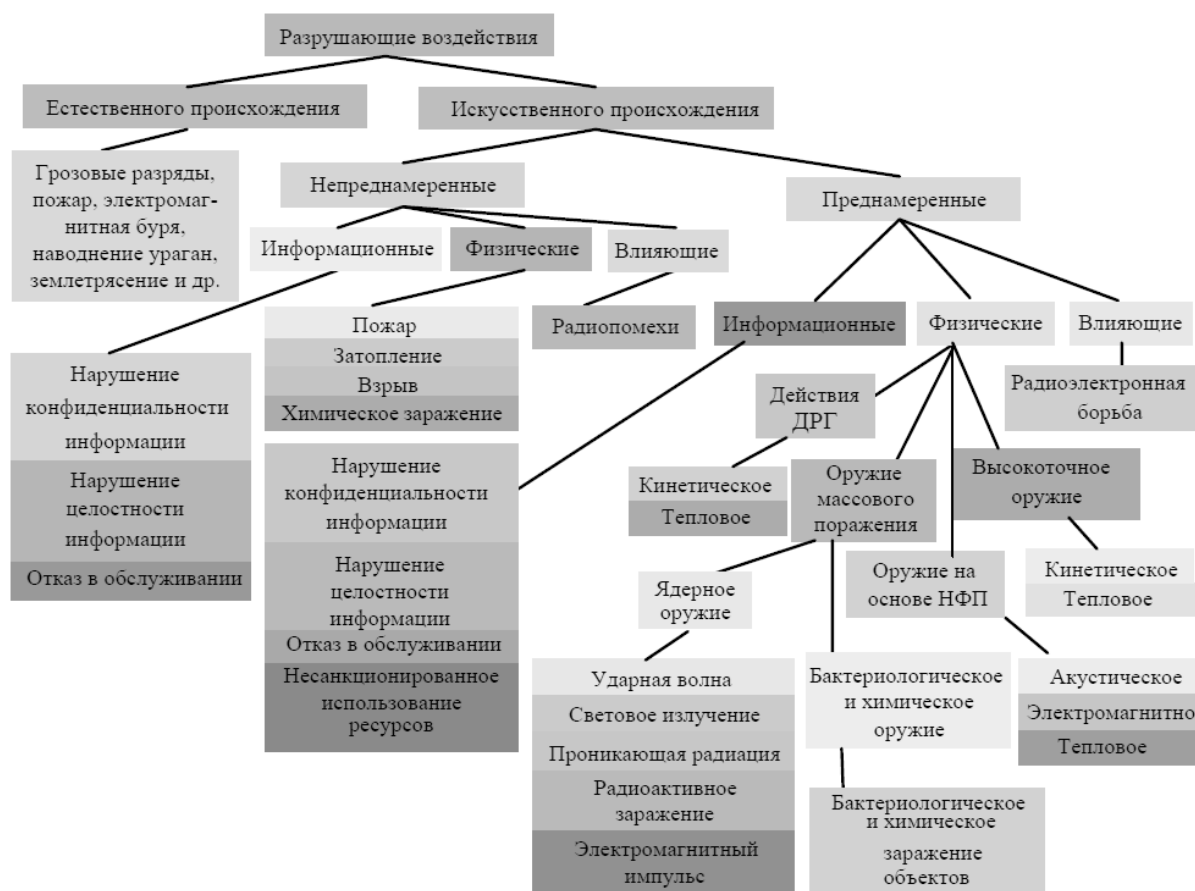 Разрушающие воздействия
Естественного происхождения
Искусственного происхождения
Грозовые разряды,
пожар, электромаг-
нитная буря,
наводнение ураган,
землетрясение и др.
Непреднамеренные
Преднамеренные
Информационные
Физические
Влияющие
Пожар
Затопление
Взрыв
Химическое заражение
Радиопомехи
Информационные
Физические
Влияющие
Нарушение
конфиденциальности
информации
Нарушение
целостности
информации
Отказ в обслуживании
Нарушение
конфиденциальности
информации
Нарушение
целостности
информации
Отказ в обслуживании
Несанкционированное
использование
ресурсов
Действия
ДРГ
Радиоэлектронная
борьба
Кинетическое
Тепловое
Оружие
массового
поражения
Высокоточное
оружие
Ядерное
оружие
Оружие на
основе НФП
Кинетическое
Тепловое
Ударная волна
Световое излучение
Проникающая радиация
Радиоактивное
заражение
Электромагнитный
импульс
Бактериологическое
и химическое
оружие
Акустическое
Электромагнитно
Тепловое
Бактериологическое
и химическое
заражение
объектов